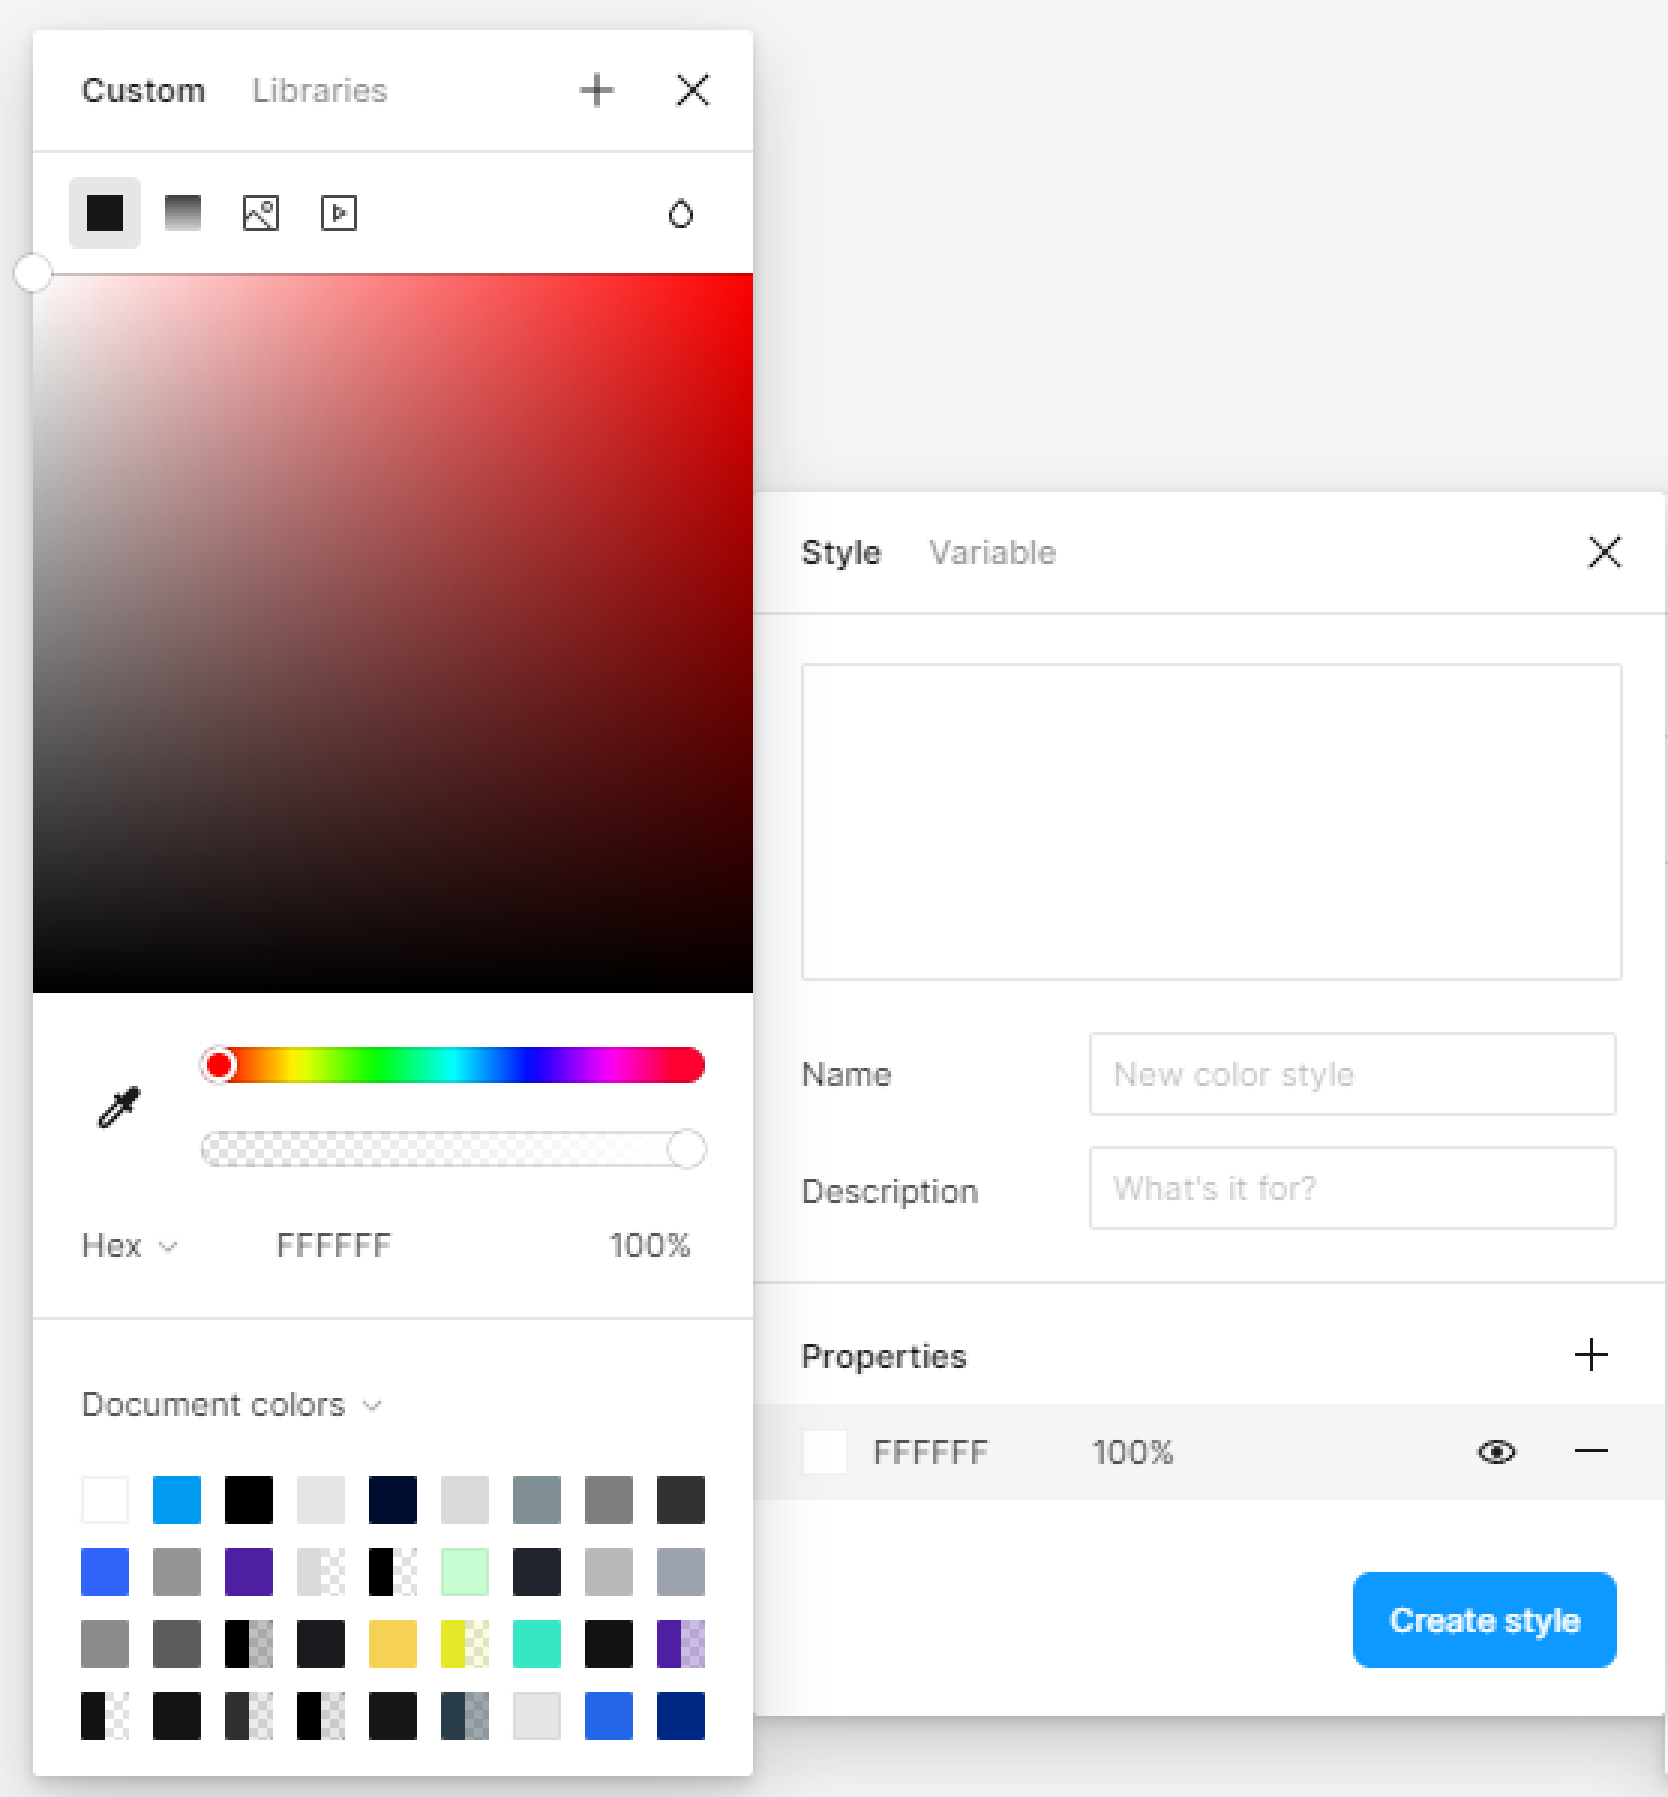 Custom Libraries
Hex FFFFFF 100%
Document colors
Style Variable
Name New color style
Description What's it for?
Properties
FFFFFF 100%
Create style